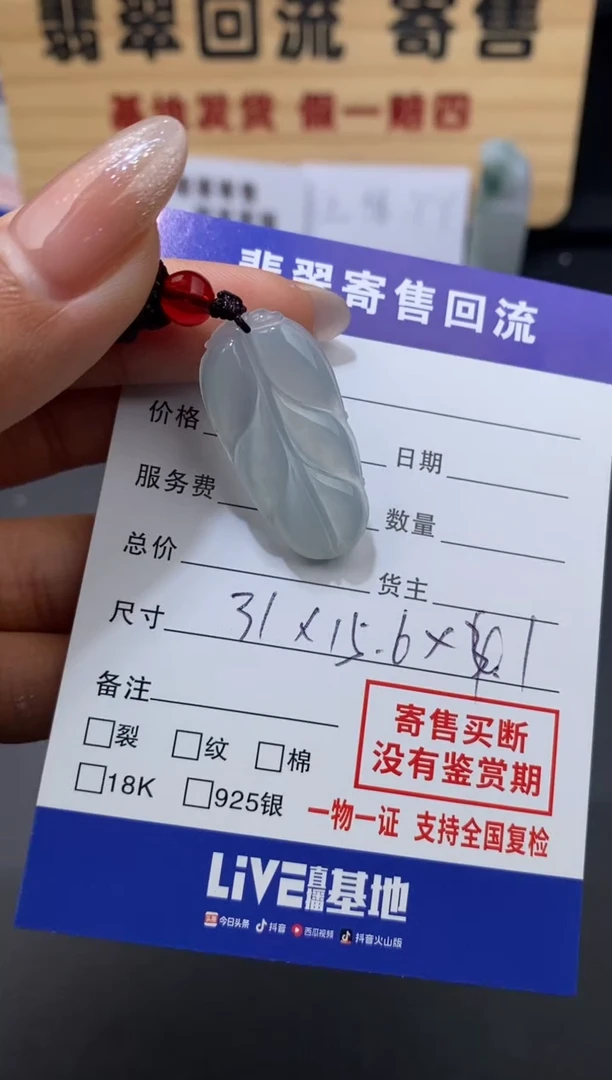 翡翠回流 寄售
基地发货 假一赔四
翡翠寄售回流
价格
日期
服务费
数量
总价
货主
尺寸 31×15.6×
备注
裂 纹 棉
18K 925银
寄售买断
没有鉴赏期
一物一证 支持全国复检
LiVE直播基地
今日头条 抖音 西瓜视频 抖音火山版